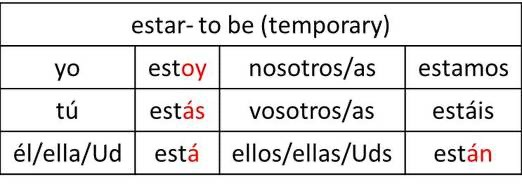 estar- to be (temporary)
yo estoy nosotros/as estamos
tú estás vosotros/as estáis
él/ella/Ud está ellos/ellas/Uds están